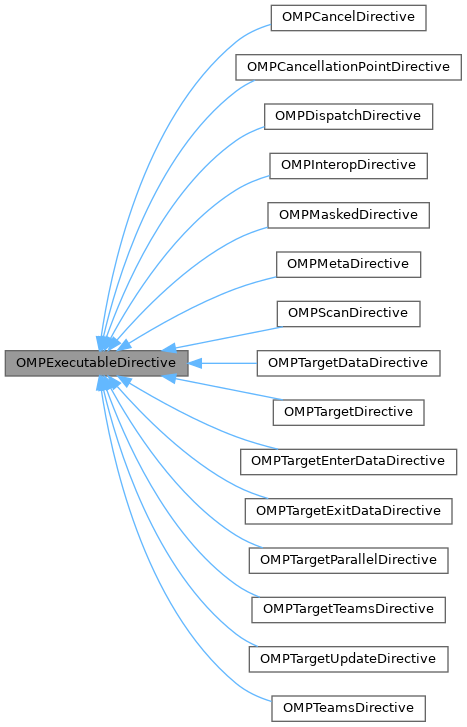 OMPCancelDirective
OMPCancellationPointDirective
OMPDispatchDirective
OMPInteropDirective
OMPMaskedDirective
OMPMetaDirective
OMPScanDirective
OMPExecutableDirective
OMPTargetDataDirective
OMPTargetDirective
OMPTargetEnterDataDirective
OMPTargetExitDataDirective
OMPTargetParallelDirective
OMPTargetTeamsDirective
OMPTargetUpdateDirective
OMPTeamsDirective